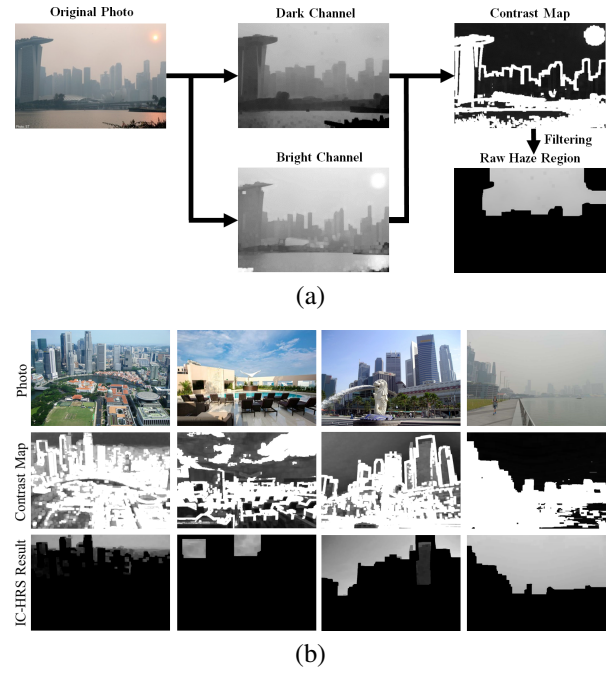 Original Photo
Dark Channel
Contrast Map
Filtering
Bright Channel
Raw Haze Region
(a)
Photo
Contrast Map
IC-HRS Result
(b)